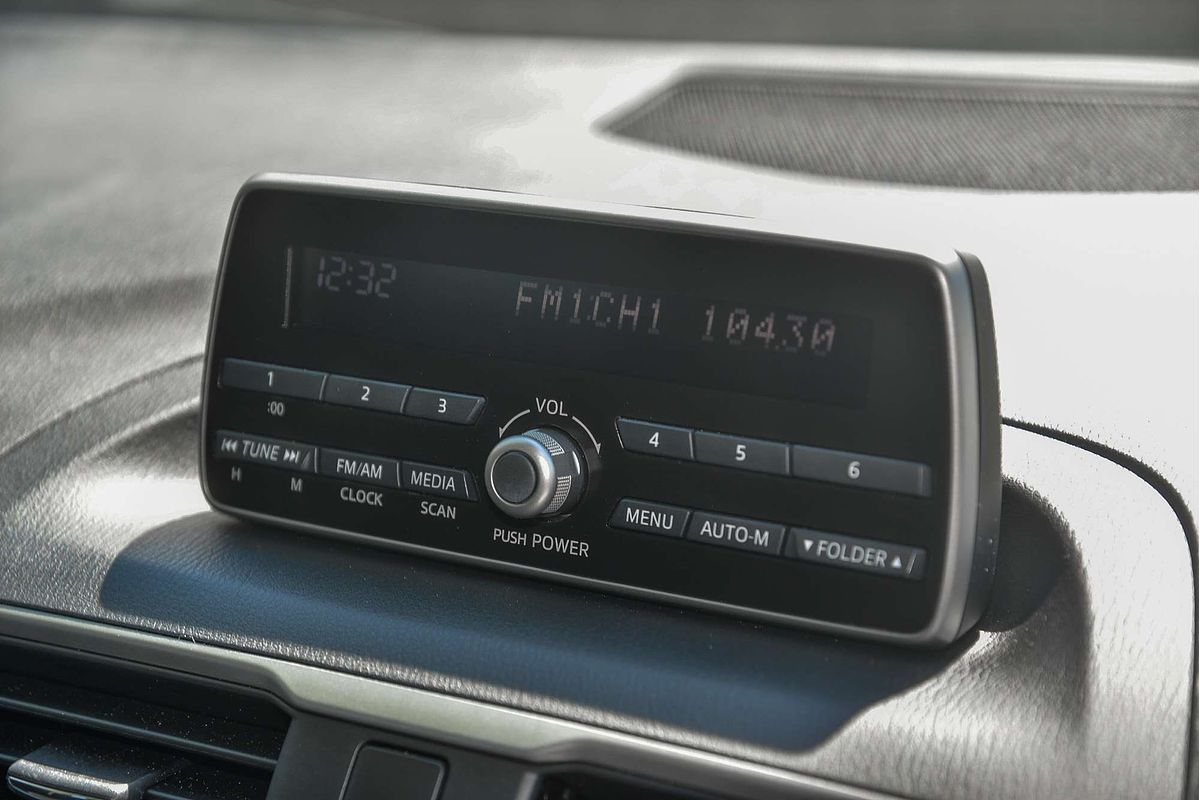 12:32 FM1CH1 104.30
1 2 3
:00
VOL
4 5 6
TUNE FM/AM MEDIA
H M CLOCK SCAN
PUSH POWER
MENU AUTO-M FOLDER